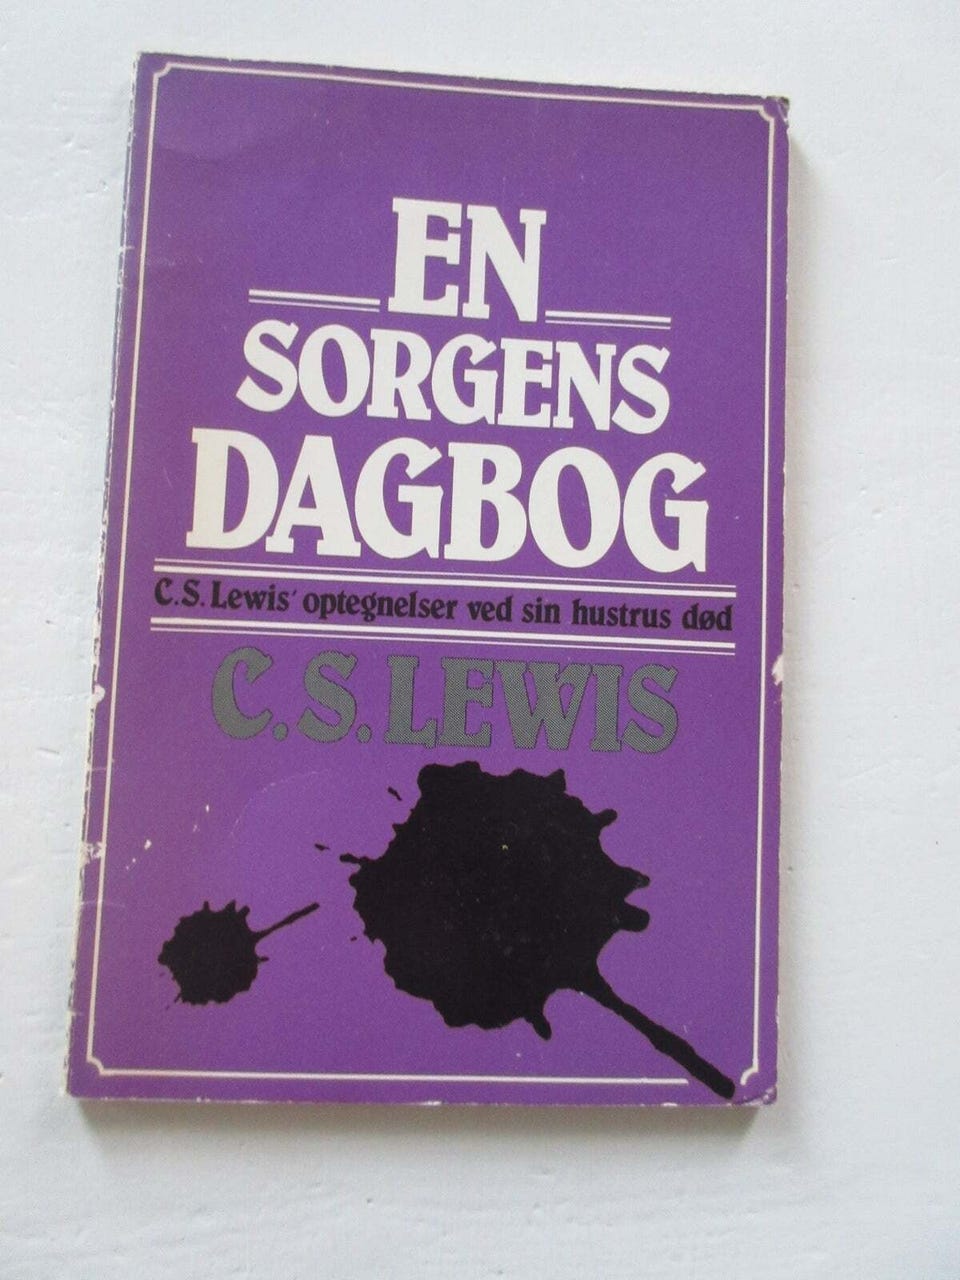 EN
SORGENS
DAGBOG
C.S. Lewis' optegnelser ved sin hustrus død
C.S. LEWIS